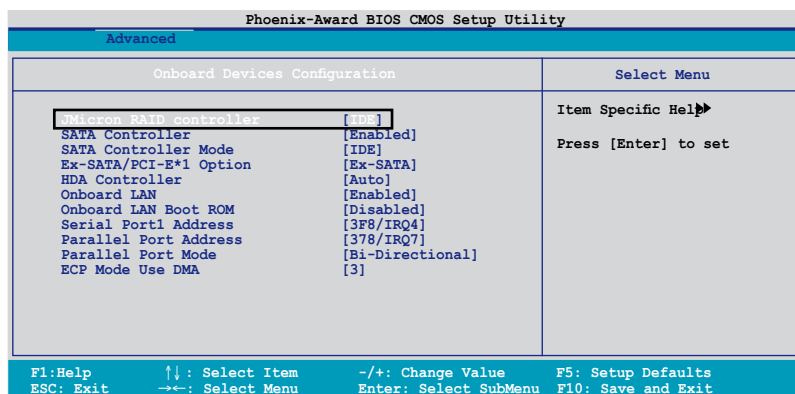 Phoenix-Award BIOS CMOS Setup Utility
Advanced
Onboard Devices Configuration
Select Menu
JMicron RAID controller [IDE]
SATA Controller [Enabled]
SATA Controller Mode [IDE]
Ex-SATA/PCI-E*1 Option [Ex-SATA]
HDA Controller [Auto]
Onboard LAN [Enabled]
Onboard LAN Boot ROM [Disabled]
Serial Port1 Address [3F8/IRQ4]
Parallel Port Address [378/IRQ7]
Parallel Port Mode [Bi-Directional]
ECP Mode Use DMA [3]
Item Specific Help▶▶
Press [Enter] to set
F1:Help ↑↓: Select Item -/+: Change Value F5: Setup Defaults
ESC: Exit →←: Select Menu Enter: Select SubMenu F10: Save and Exit